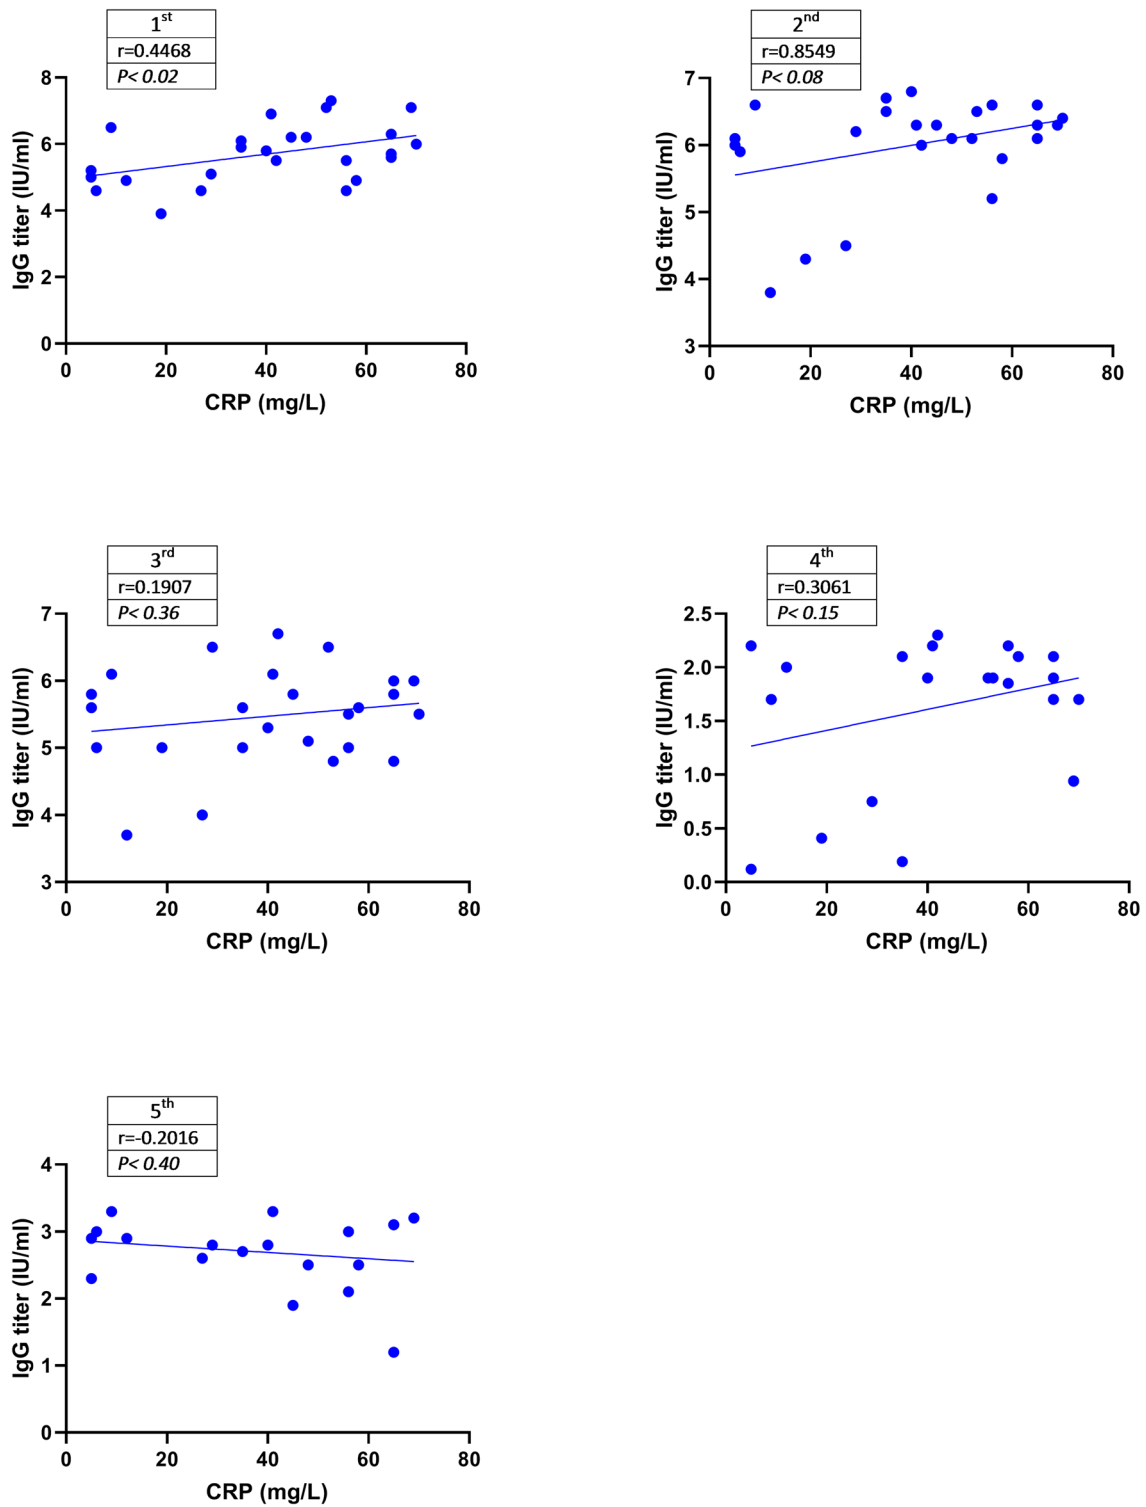 1st
r=0.4468
P< 0.02
8
6
4
2
0
IgG titer (IU/ml)
0 20 40 60 80
CRP (mg/L)
2nd
r=0.8549
P< 0.08
7
6
5
4
3
IgG titer (IU/ml)
0 20 40 60 80
CRP (mg/L)
3rd
r=0.1907
P< 0.36
7
6
5
4
3
IgG titer (IU/ml)
0 20 40 60 80
CRP (mg/L)
4th
r=0.3061
P< 0.15
2.5
2.0
1.5
1.0
0.5
0.0
IgG titer (IU/ml)
0 20 40 60 80
CRP (mg/L)
5th
r=-0.2016
P< 0.40
4
3
2
1
0
IgG titer (IU/ml)
0 20 40 60 80
CRP (mg/L)